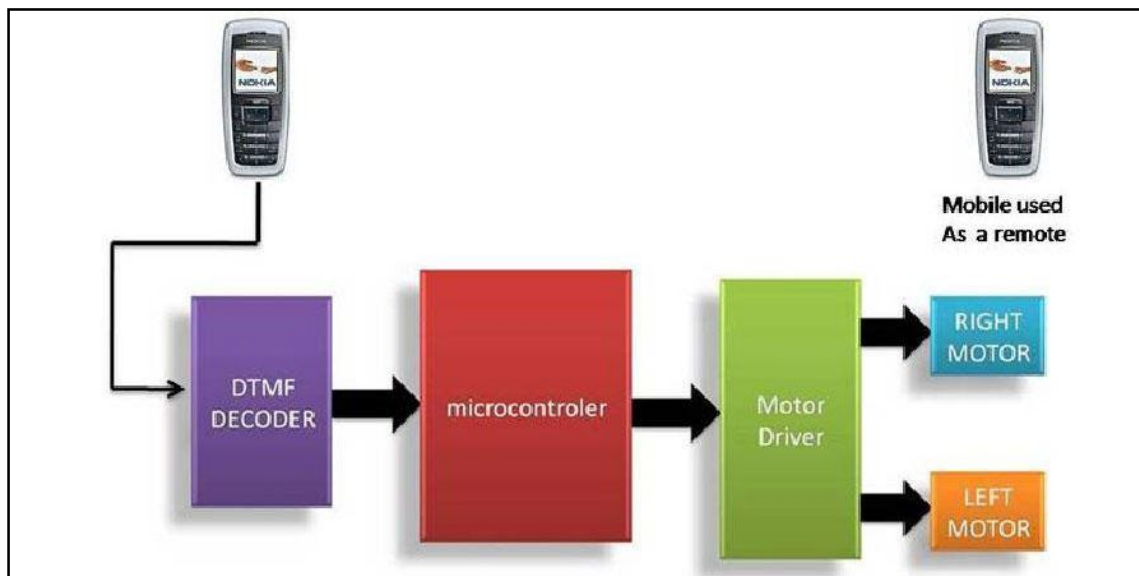 NOKIA
NOKIA
Mobile used
As a remote
DTMF
DECODER
microcontroler
Motor
Driver
RIGHT
MOTOR
LEFT
MOTOR